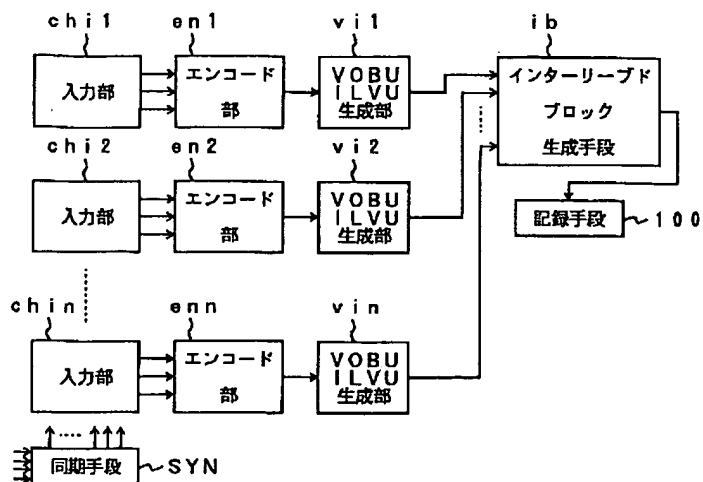 chi1 en1 vi1 ib
入力部
エンコード
部
VOBU
ILVU
生成部
インターリーブド
ブロック
生成手段
chi2 en2 vi2
入力部
エンコード
部
VOBU
ILVU
生成部
記録手段 100
chin enn vin
入力部
エンコード
部
VOBU
ILVU
生成部
同期手段 SYN